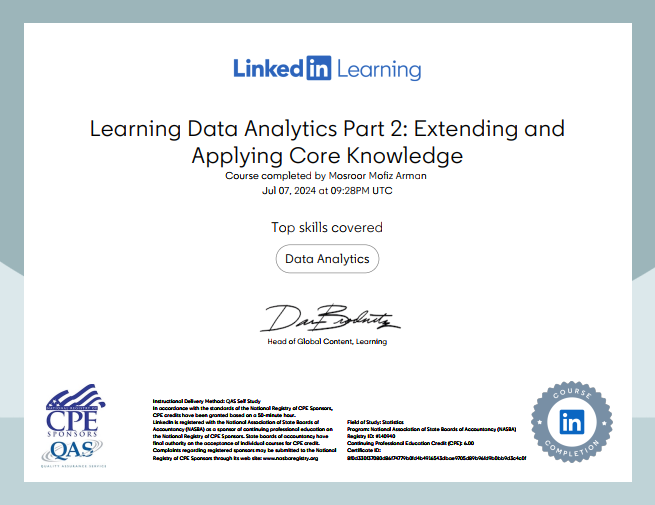 LinkedIn Learning
Learning Data Analytics Part 2: Extending and
Applying Core Knowledge
Course completed by Mosroor Mofiz Arman
Jul 07, 2024 at 09:28PM UTC
Top skills covered
Data Analytics
Head of Global Content, Learning
CPE
SPONSORS
QAS
QUALITY ASSURANCE SERVICE
Instructional Delivery Method: QAS Self Study
In accordance with the standards of the National Registry of CPE Sponsors,
CPE credits have been granted based on a 50-minute hour.
LinkedIn is registered with the National Association of State Boards of
Accountancy (NASBA) as a sponsor of continuing professional education on
the National Registry of CPE Sponsors. State boards of accountancy have
final authority on the acceptance of individual courses for CPE credit.
Complaints regarding registered sponsors may be submitted to the National
Registry of CPE Sponsors through its web site: www.nasbaregistry.org
Field of Study: Statistics
Program: National Association of State Boards of Accountancy (NASBA)
Registry ID: #140940
Continuing Professional Education Credit (CPE): 6.00
Certificate ID:
COURSE
in
COMPLETION